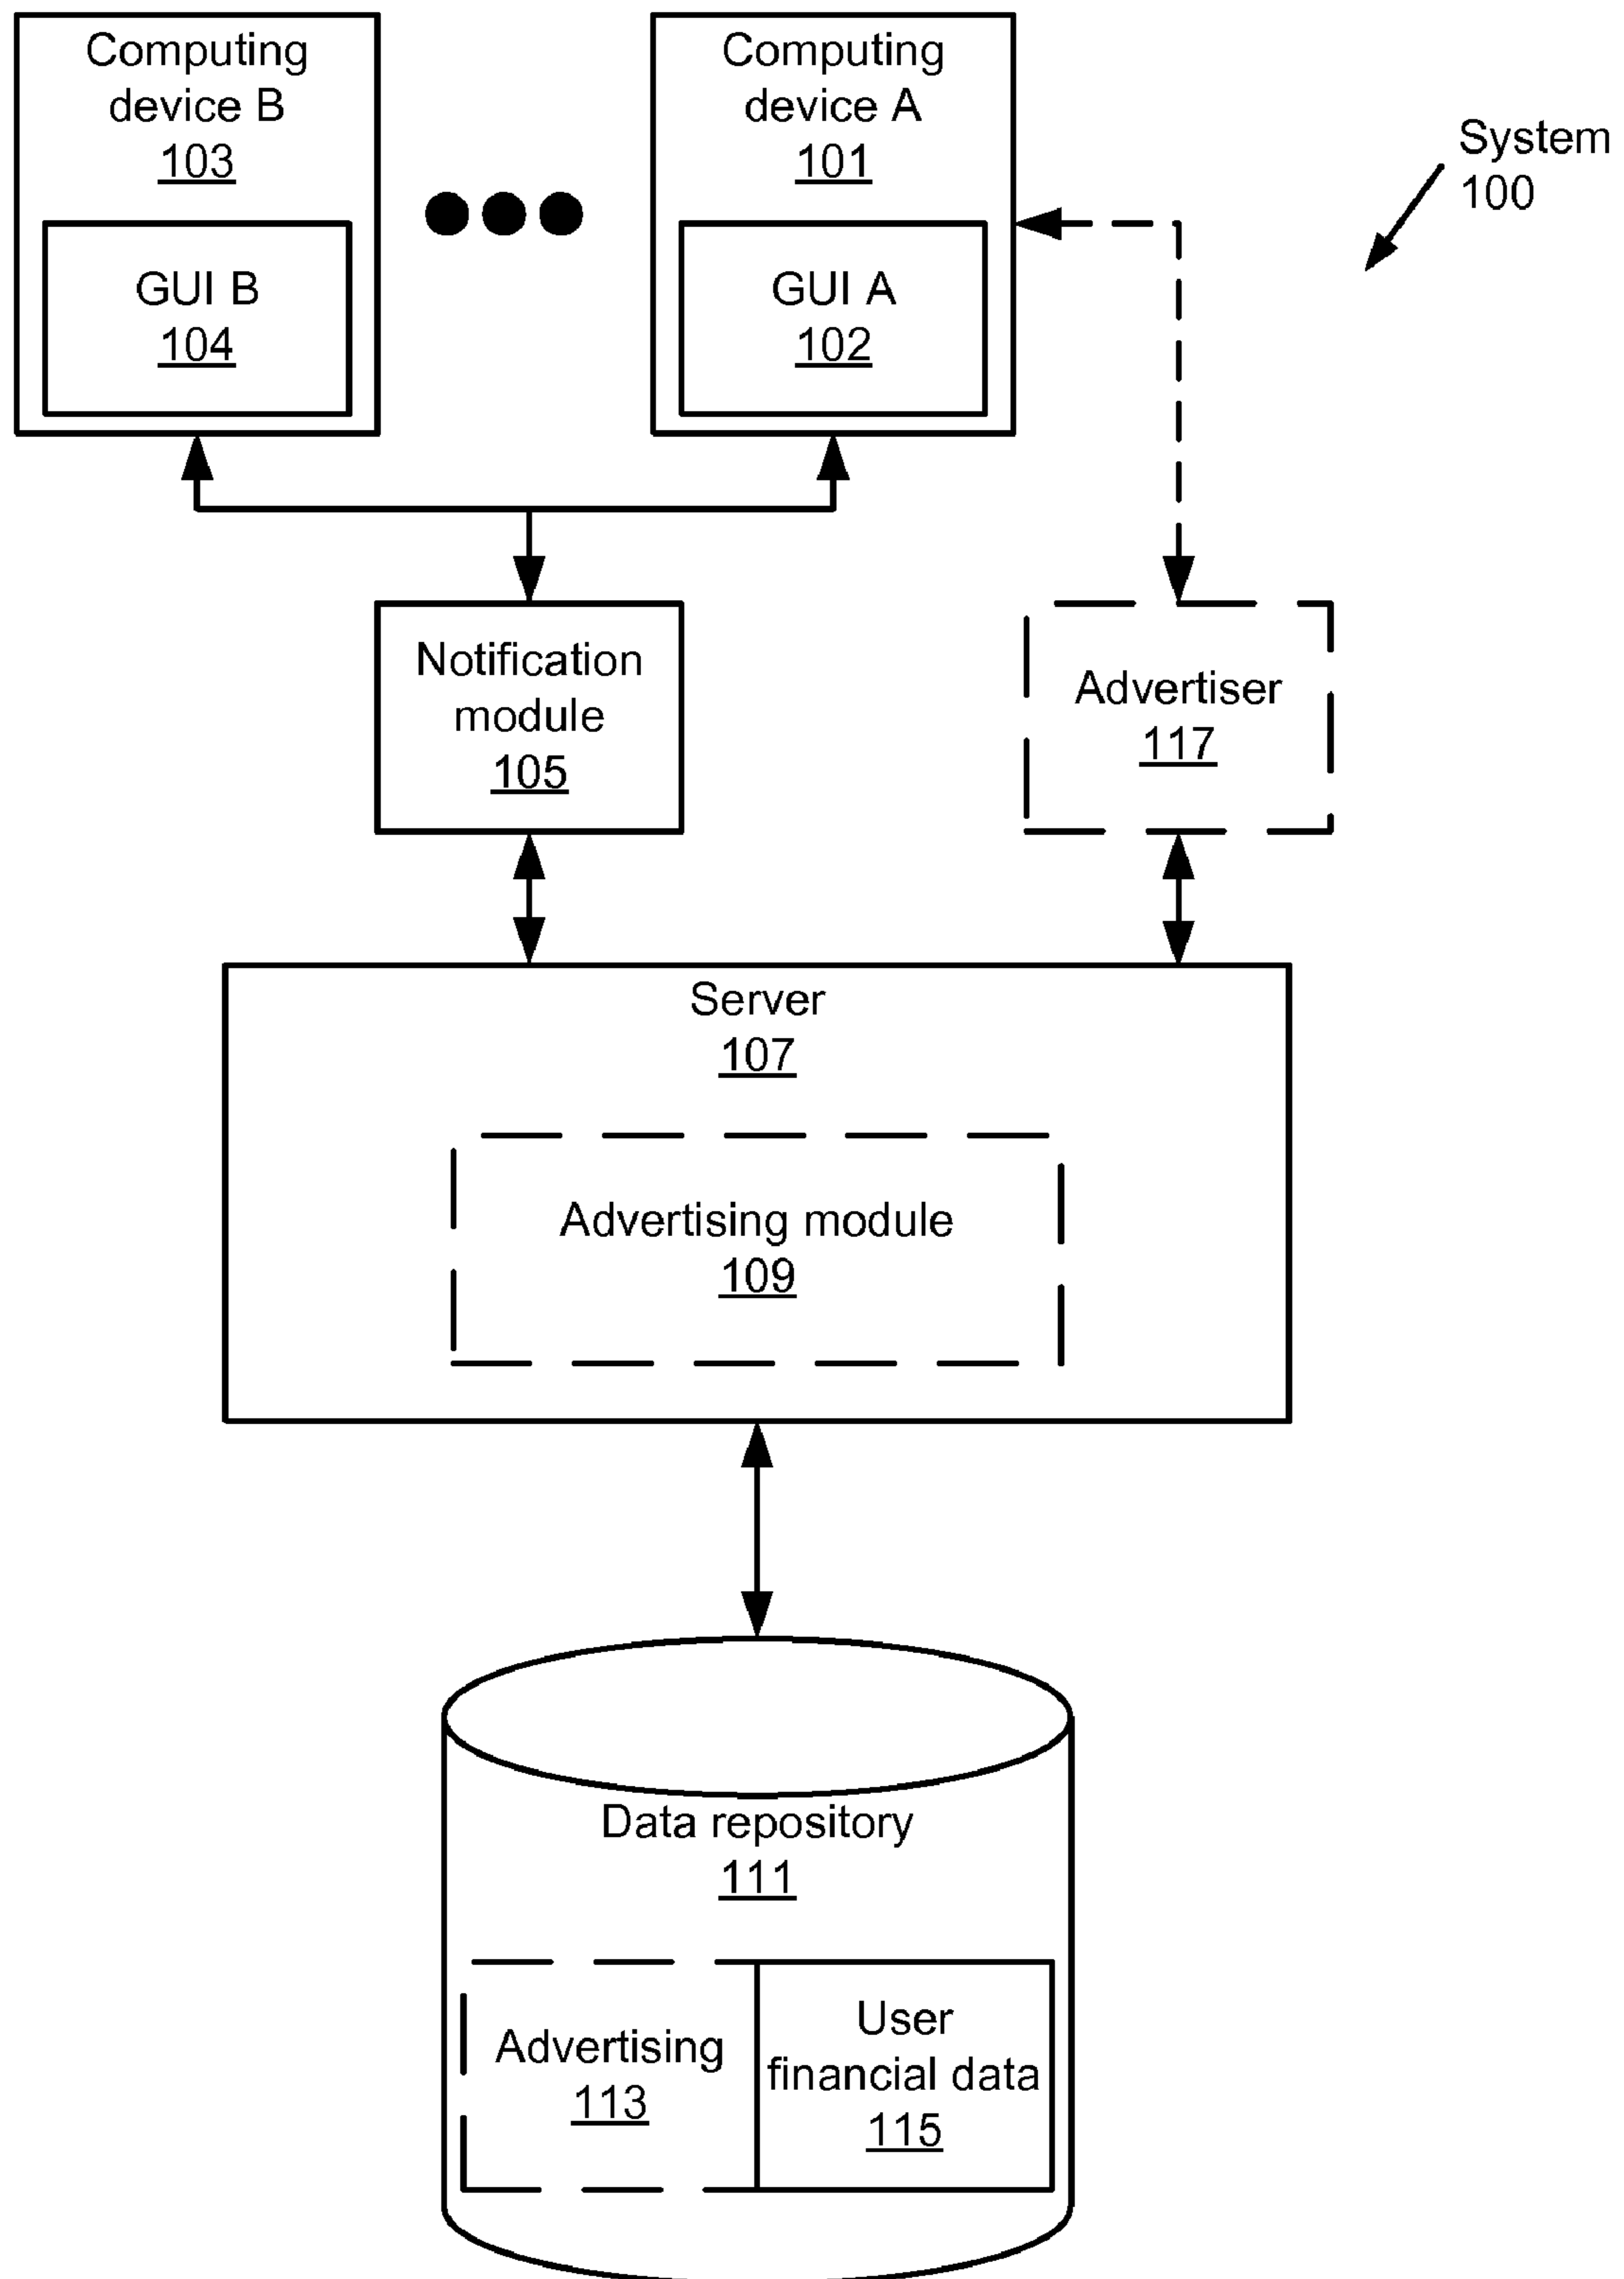 Computing
device B
103
GUI B
104
Computing
device A
101
GUI A
102
System
100
Notification
module
105
Advertiser
117
Server
107
Advertising module
109
Data repository
111
Advertising
113
User
financial data
115